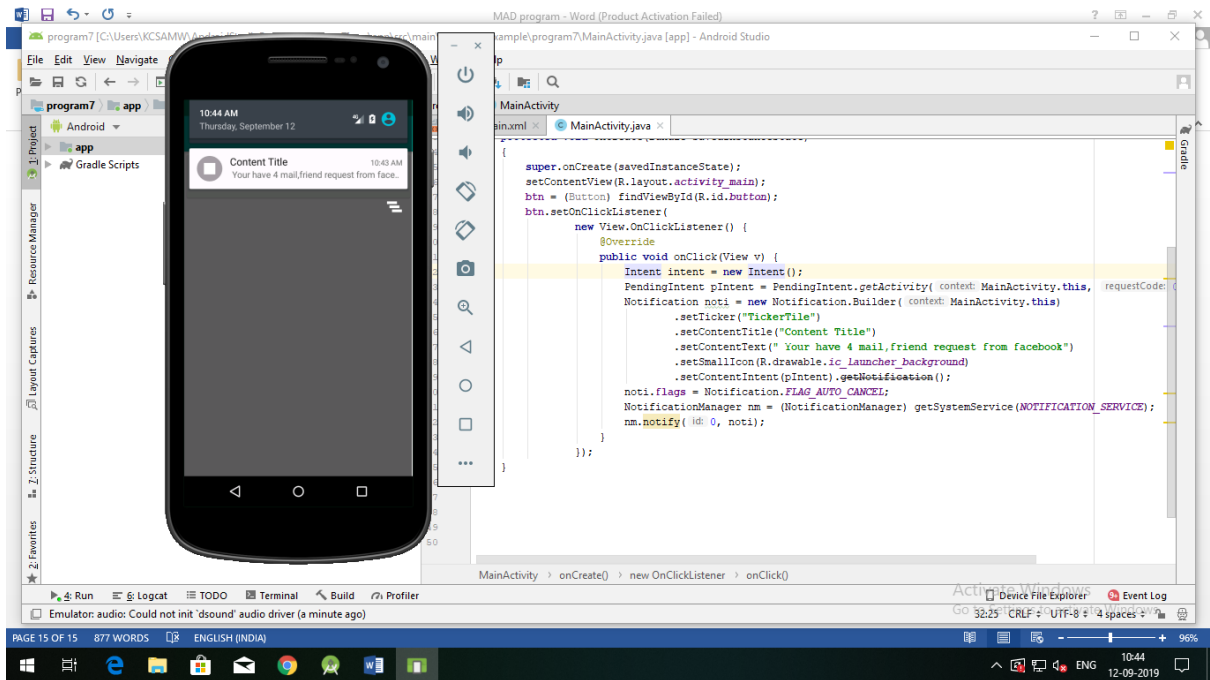 MAD program - Word (Product Activation Failed)
program7 [C:\Users\KCSAMW\
xample\program7\MainActivity.java [app] - Android Studio
File Edit View Navigate
lp
program7 app
MainActivity
Android
ain.xml
MainActivity.java
app
Gradle Scripts
1: Project
Resource Manager
Layout Captures
Z: Structure
2: Favorites
Gradle
10:44 AM
Thursday, September 12
Content Title 10:43 AM
Your have 4 mail,friend request from face..
{
super.onCreate(savedInstanceState);
setContentView(R.layout.activity_main);
btn = (Button) findViewById(R.id.button);
btn.setOnClickListener(
new View.OnClickListener() {
@Override
public void onClick(View v) {
Intent intent = new Intent();
PendingIntent pIntent = PendingIntent.getActivity( context: MainActivity.this, requestCode:
Notification noti = new Notification.Builder( context: MainActivity.this)
.setTicker("TickerTile")
.setContentTitle("Content Title")
.setContentText(" Your have 4 mail,friend request from facebook")
.setSmallIcon(R.drawable.ic_launcher_background)
.setContentIntent(pIntent).getNotification();
noti.flags = Notification.FLAG_AUTO_CANCEL;
NotificationManager nm = (NotificationManager) getSystemService(NOTIFICATION_SERVICE);
nm.notify( id: 0, noti);
}
});
}
MainActivity › onCreate() › new OnClickListener › onClick()
4: Run 6: Logcat TODO Terminal Build Profiler Device File Explorer Event Log
Activate Windows
Go to Settings to activate Windows.
Emulator: audio: Could not init `dsound' audio driver (a minute ago)
32:25 CRLF UTF-8 4 spaces
PAGE 15 OF 15 877 WORDS ENGLISH (INDIA) 96%
ENG
10:44
12-09-2019